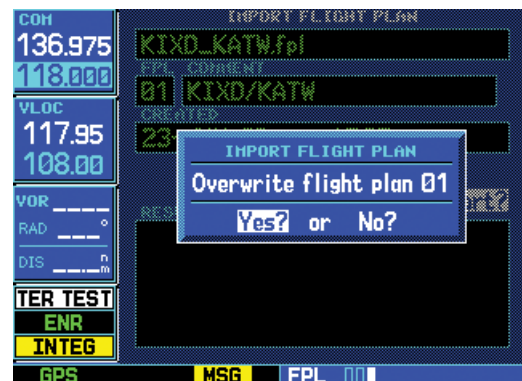 COM
136.975
118.000
VLOC
117.95
108.00
VOR
RAD
DIS
TER TEST
ENR
INTEG
GPS
IMPORT FLIGHT PLAN
KIXD_KATW.fpl
FPL COMMENT
01 KIXD/KATW
CREATED
23-
IMPORT FLIGHT PLAN
Overwrite flight plan 01
Yes? or No?
MSG
FPL